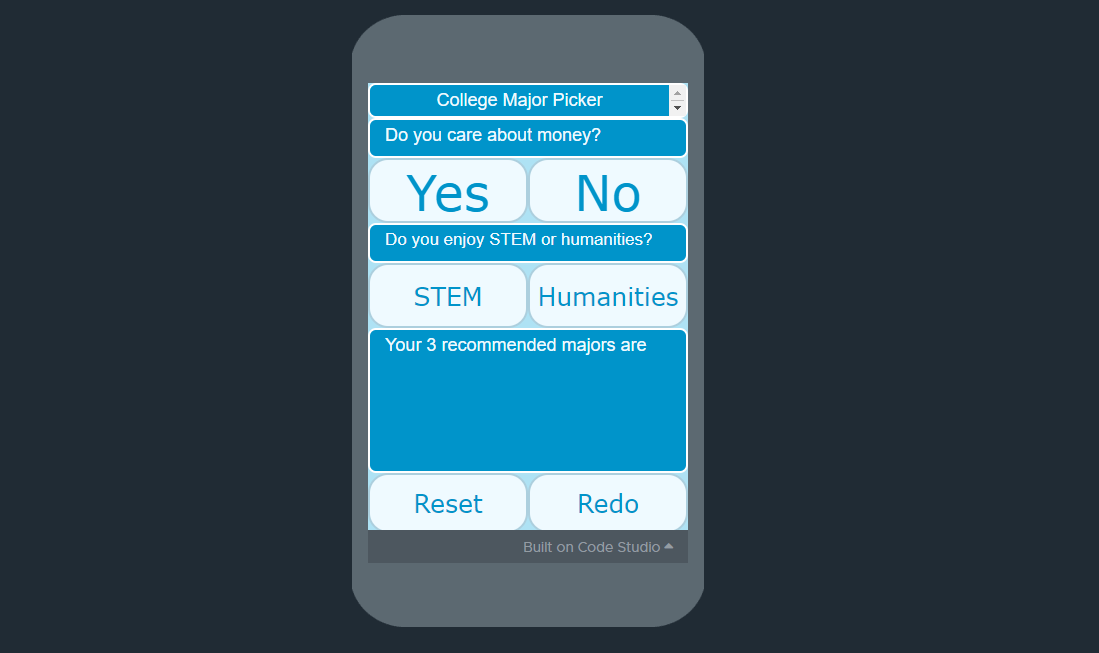 College Major Picker
Do you care about money?
Yes No
Do you enjoy STEM or humanities?
STEM Humanities
Your 3 recommended majors are
Reset Redo
Built on Code Studio